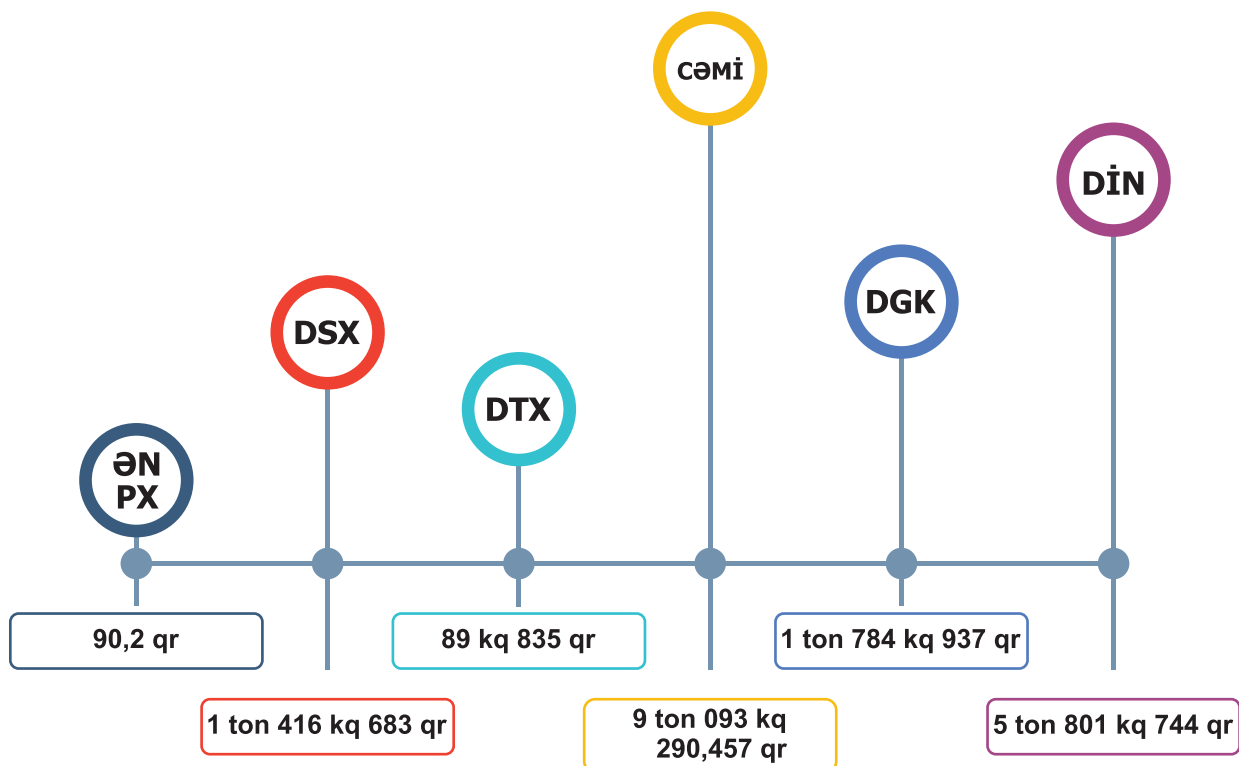 CƏMİ
DİN
DGK
DSX
DTX
ƏN
PX
90,2 qr
89 kq 835 qr
1 ton 784 kq 937 qr
1 ton 416 kq 683 qr
9 ton 093 kq
290,457 qr
5 ton 801 kq 744 qr